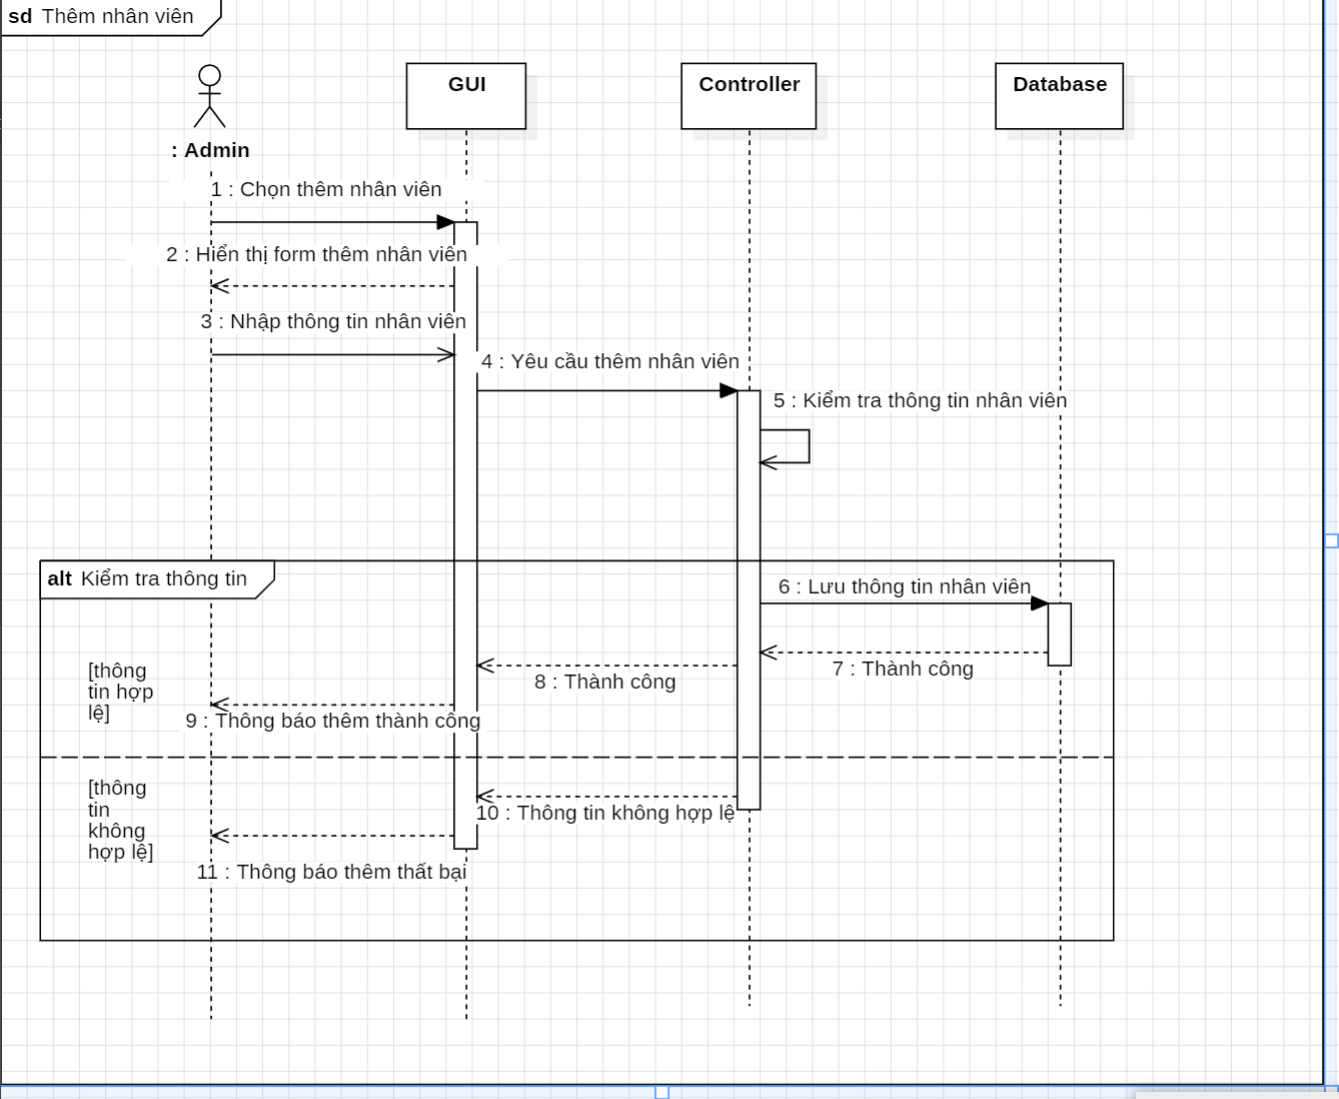 sd Thêm nhân viên
GUI
Controller
Database
: Admin
1 : Chọn thêm nhân viên
2 : Hiển thị form thêm nhân viên
3 : Nhập thông tin nhân viên
4 : Yêu cầu thêm nhân viên
5 : Kiểm tra thông tin nhân viên
alt Kiểm tra thông tin
6 : Lưu thông tin nhân viên
[thông
tin hợp
lệ]
7 : Thành công
8 : Thành công
9 : Thông báo thêm thành công
[thông
tin
không
hợp lệ]
10 : Thông tin không hợp lệ
11 : Thông báo thêm thất bại